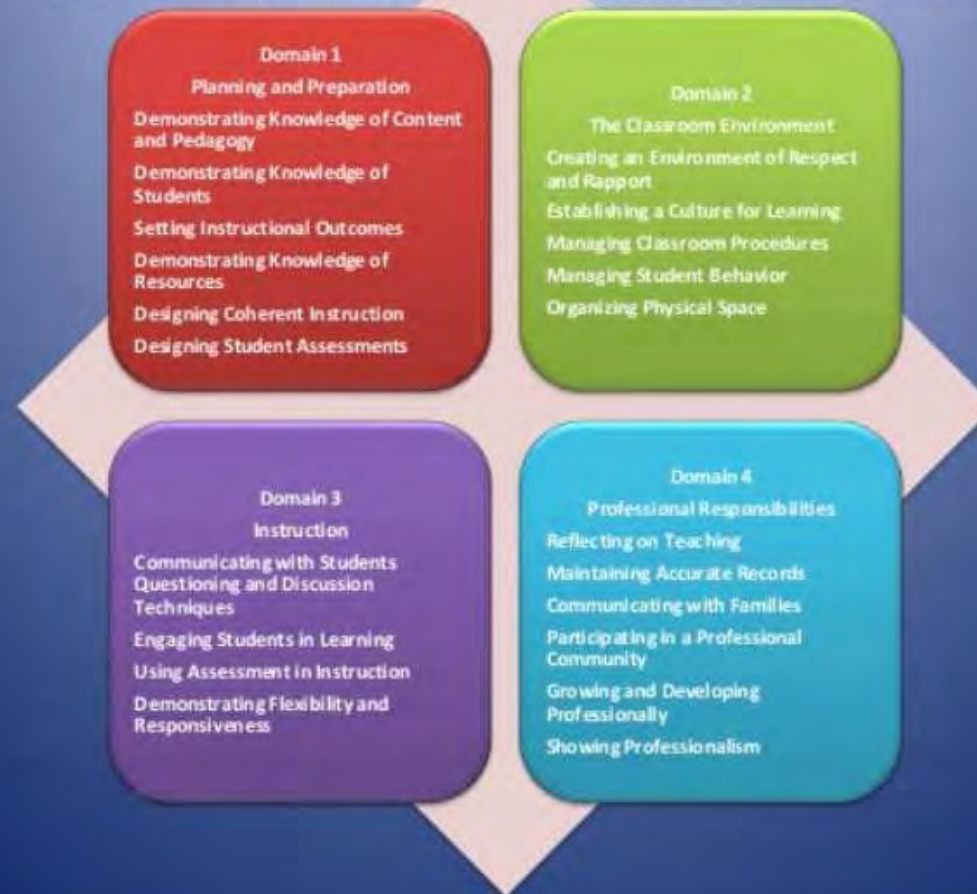 Domain 1
Planning and Preparation
Demonstrating Knowledge of Content
and Pedagogy
Demonstrating Knowledge of
Students
Setting Instructional Outcomes
Demonstrating Knowledge of
Resources
Designing Coherent Instruction
Designing Student Assessments
Domain 2
The Classroom Environment
Creating an Environment of Respect
and Rapport
Establishing a Culture for Learning
Managing Classroom Procedures
Managing Student Behavior
Organizing Physical Space
Domain 3
Instruction
Communicating with Students
Questioning and Discussion
Techniques
Engaging Students in Learning
Using Assessment in Instruction
Demonstrating Flexibility and
Responsiveness
Domain 4
Professional Responsibilities
Reflecting on Teaching
Maintaining Accurate Records
Communicating with Families
Participating in a Professional
Community
Growing and Developing
Professionally
Showing Professionalism